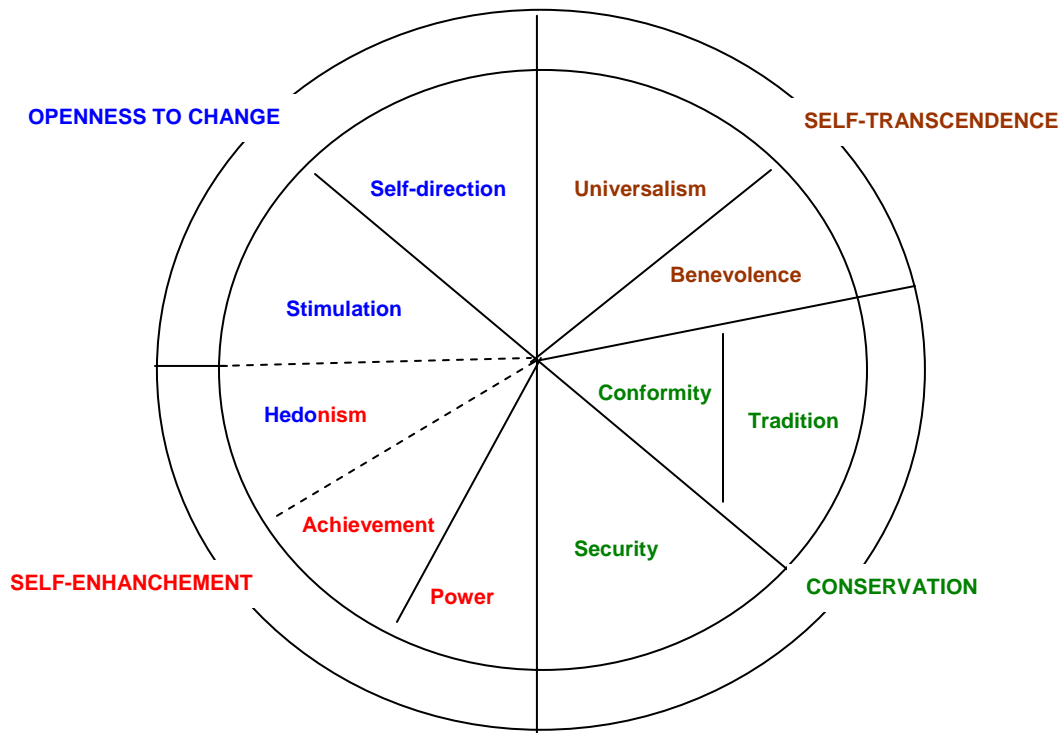 OPENNESS TO CHANGE
SELF-TRANSCENDENCE
Self-direction
Universalism
Benevolence
Stimulation
Conformity
Tradition
Hedonism
Achievement
Security
SELF-ENHANCHEMENT
Power
CONSERVATION